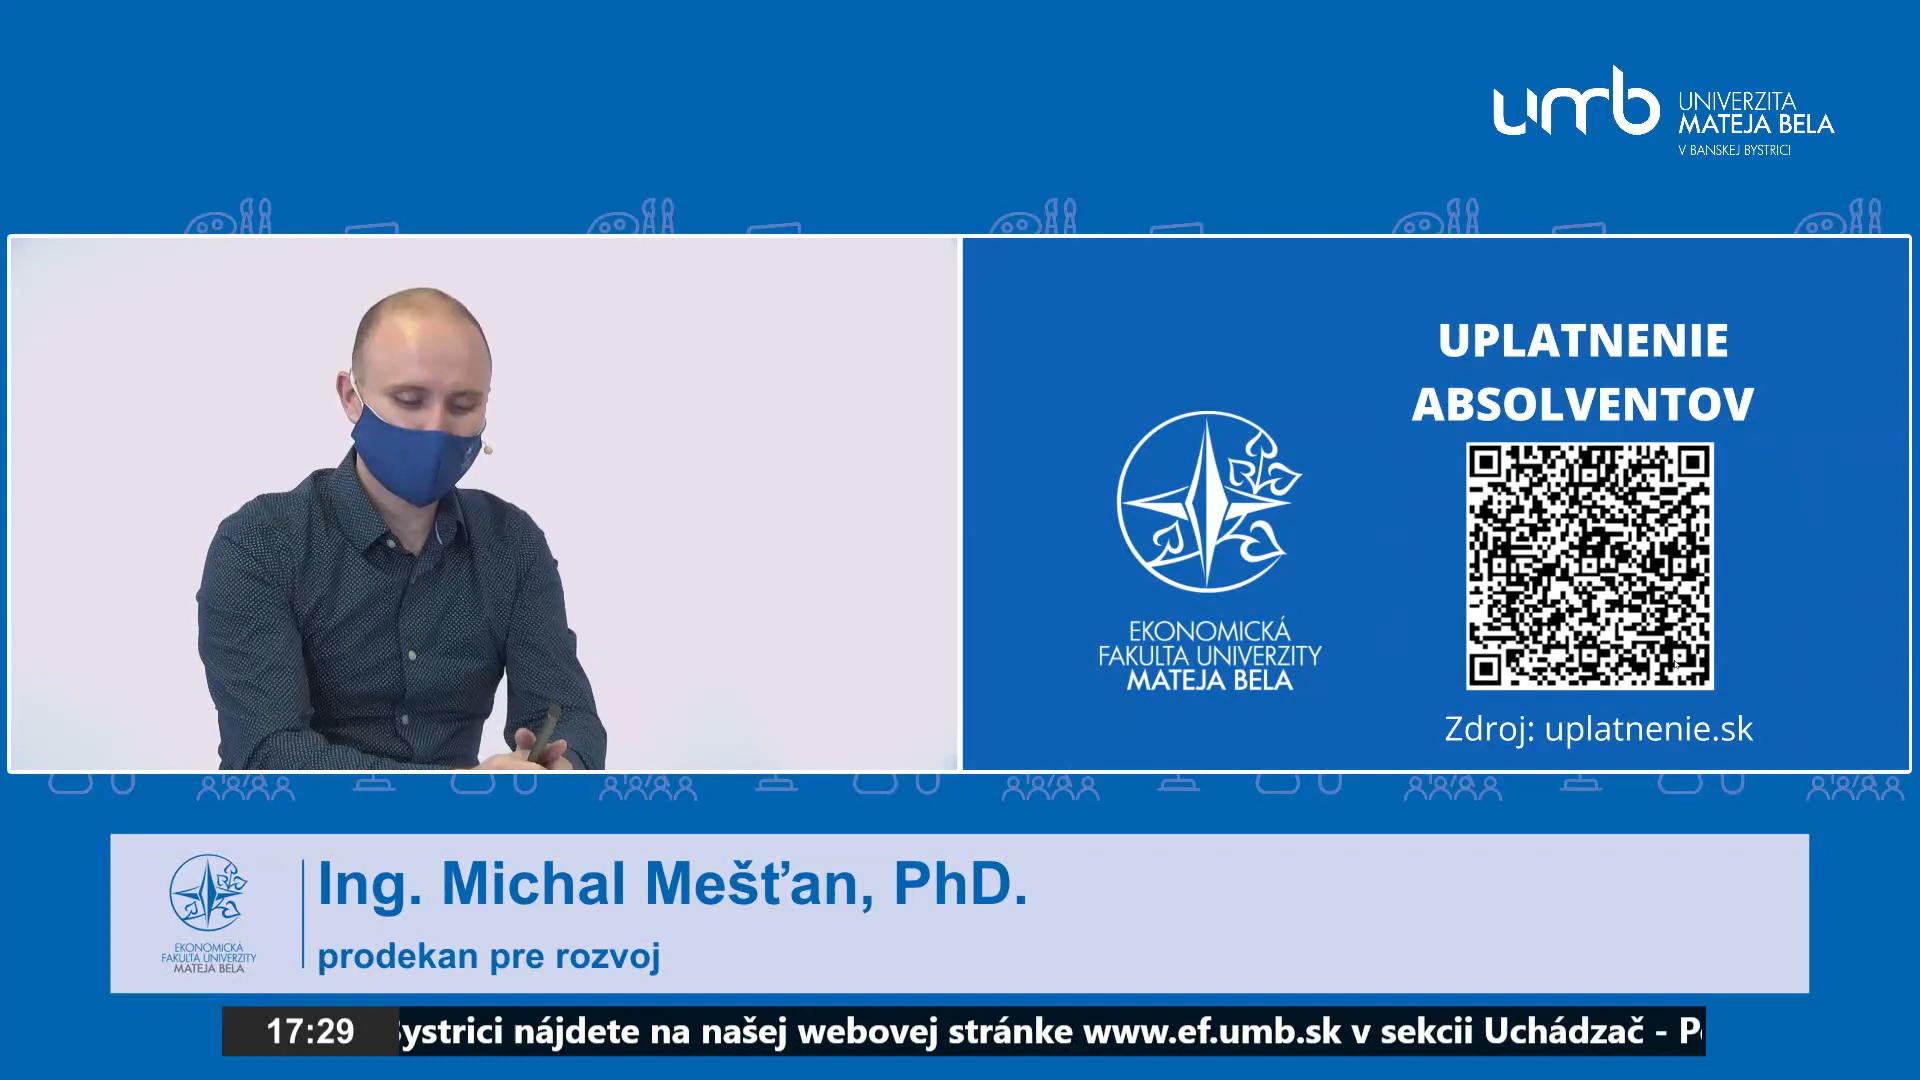 umb
UNIVERZITA
MATEJA BELA
V BANSKEJ BYSTRICI
UPLATNENIE
ABSOLVENTOV
EKONOMICKÁ
FAKULTA UNIVERZITY
MATEJA BELA
Zdroj: uplatnenie.sk
Ing. Michal Mešťan, PhD.
prodekan pre rozvoj
EKONOMICKÁ
FAKULTA UNIVERZITY
MATEJA BELA
17:29 ystrici nájdete na našej webovej stránke www.ef.umb.sk v sekcii Uchádzač - P